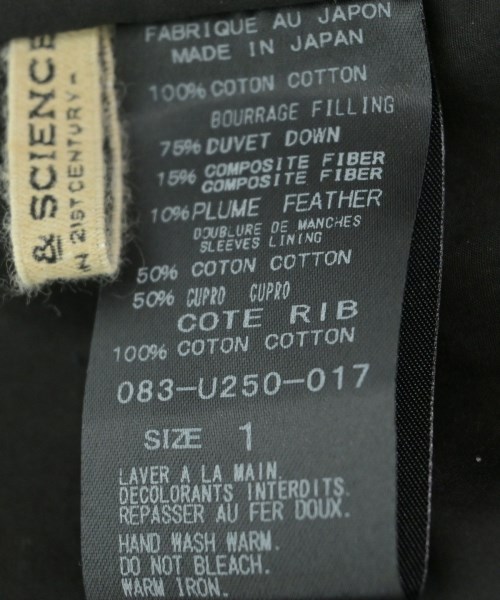 & SCIENCE
N 21ST CENTURY -
FABRIQUE AU JAPON
MADE IN JAPAN
100% COTON COTTON
BOURRAGE FILLING
75% DUVET DOWN
15% COMPOSITE FIBER
COMPOSITE FIBER
10% PLUME FEATHER
DOUBLURE DE MANCHES
SLEEVES LINING
50% COTON COTTON
50% CUPRO CUPRO
COTE RIB
100% COTON COTTON
083-U250-017
SIZE 1
LAVER A LA MAIN.
DECOLORANTS INTERDITS.
REPASSER AU FER DOUX.
HAND WASH WARM.
DO NOT BLEACH.
WARM IRON.